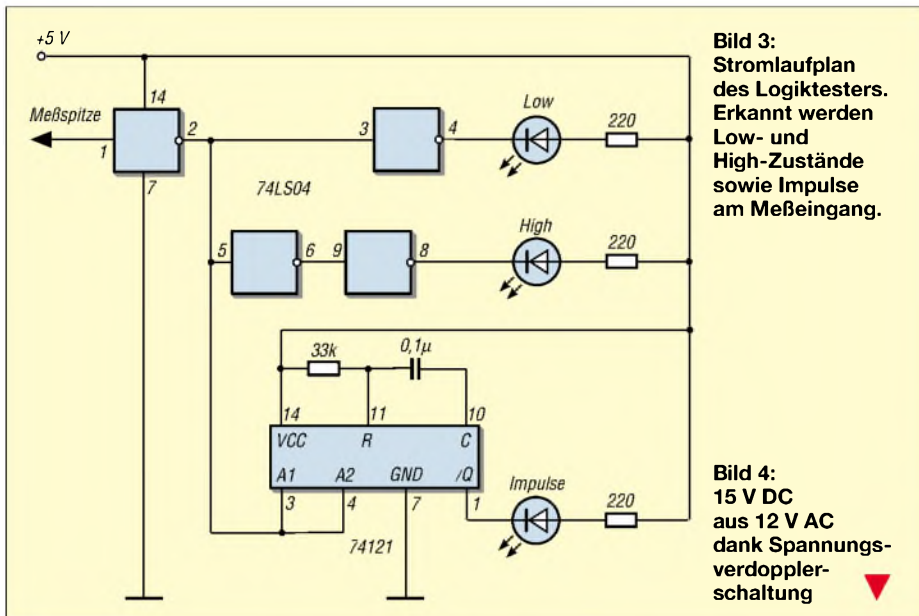 +5 V
Meßspitze
14
1
2
7
74LS04
3
4
Low
220
5
6
9
8
High
220
33k
0,1µ
14
11
10
VCC
R
C
A1
A2
GND
/Q
3
4
7
1
74121
Impulse
220
Bild 3:
Stromlaufplan
des Logiktesters.
Erkannt werden
Low- und
High-Zustände
sowie Impulse
am Meßeingang.
Bild 4:
15 V DC
aus 12 V AC
dank Spannungs-
verdoppler-
schaltung